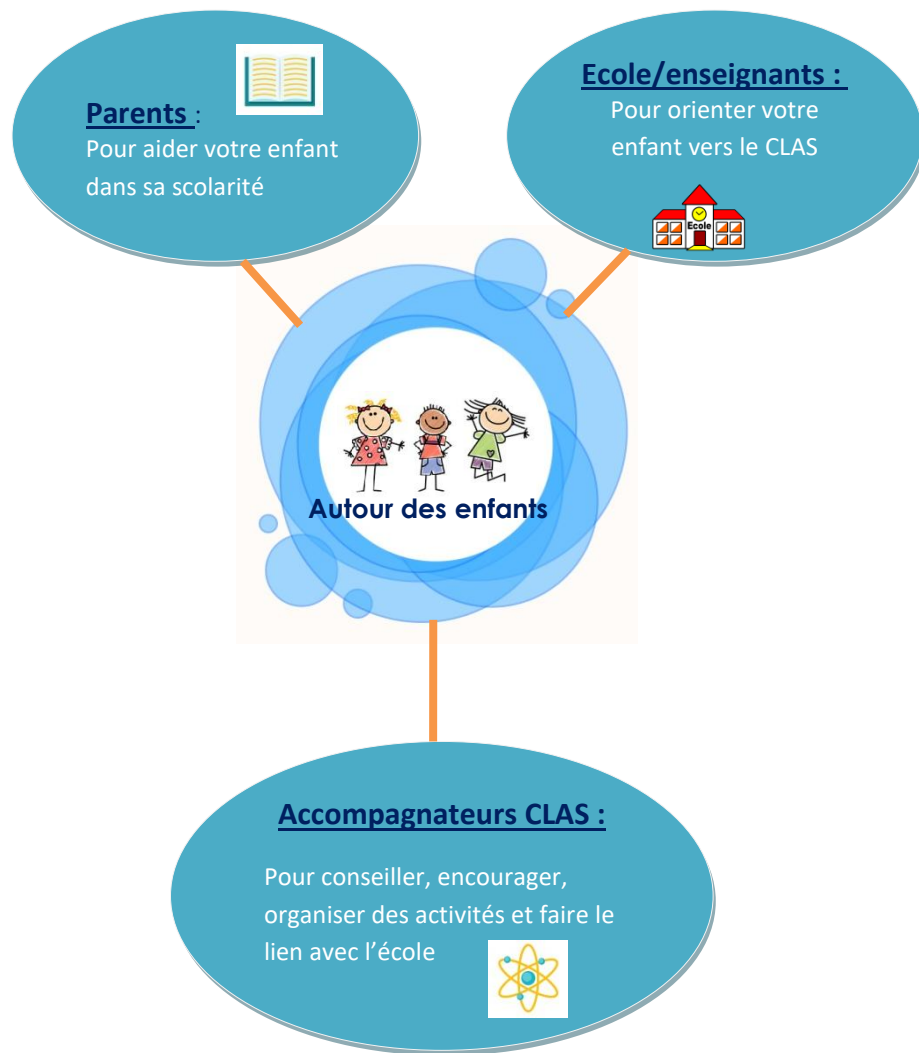 Parents :
Pour aider votre enfant
dans sa scolarité
Ecole/enseignants :
Pour orienter votre
enfant vers le CLAS
Ecole
Autour des enfants
Accompagnateurs CLAS :
Pour conseiller, encourager,
organiser des activités et faire le
lien avec l’école